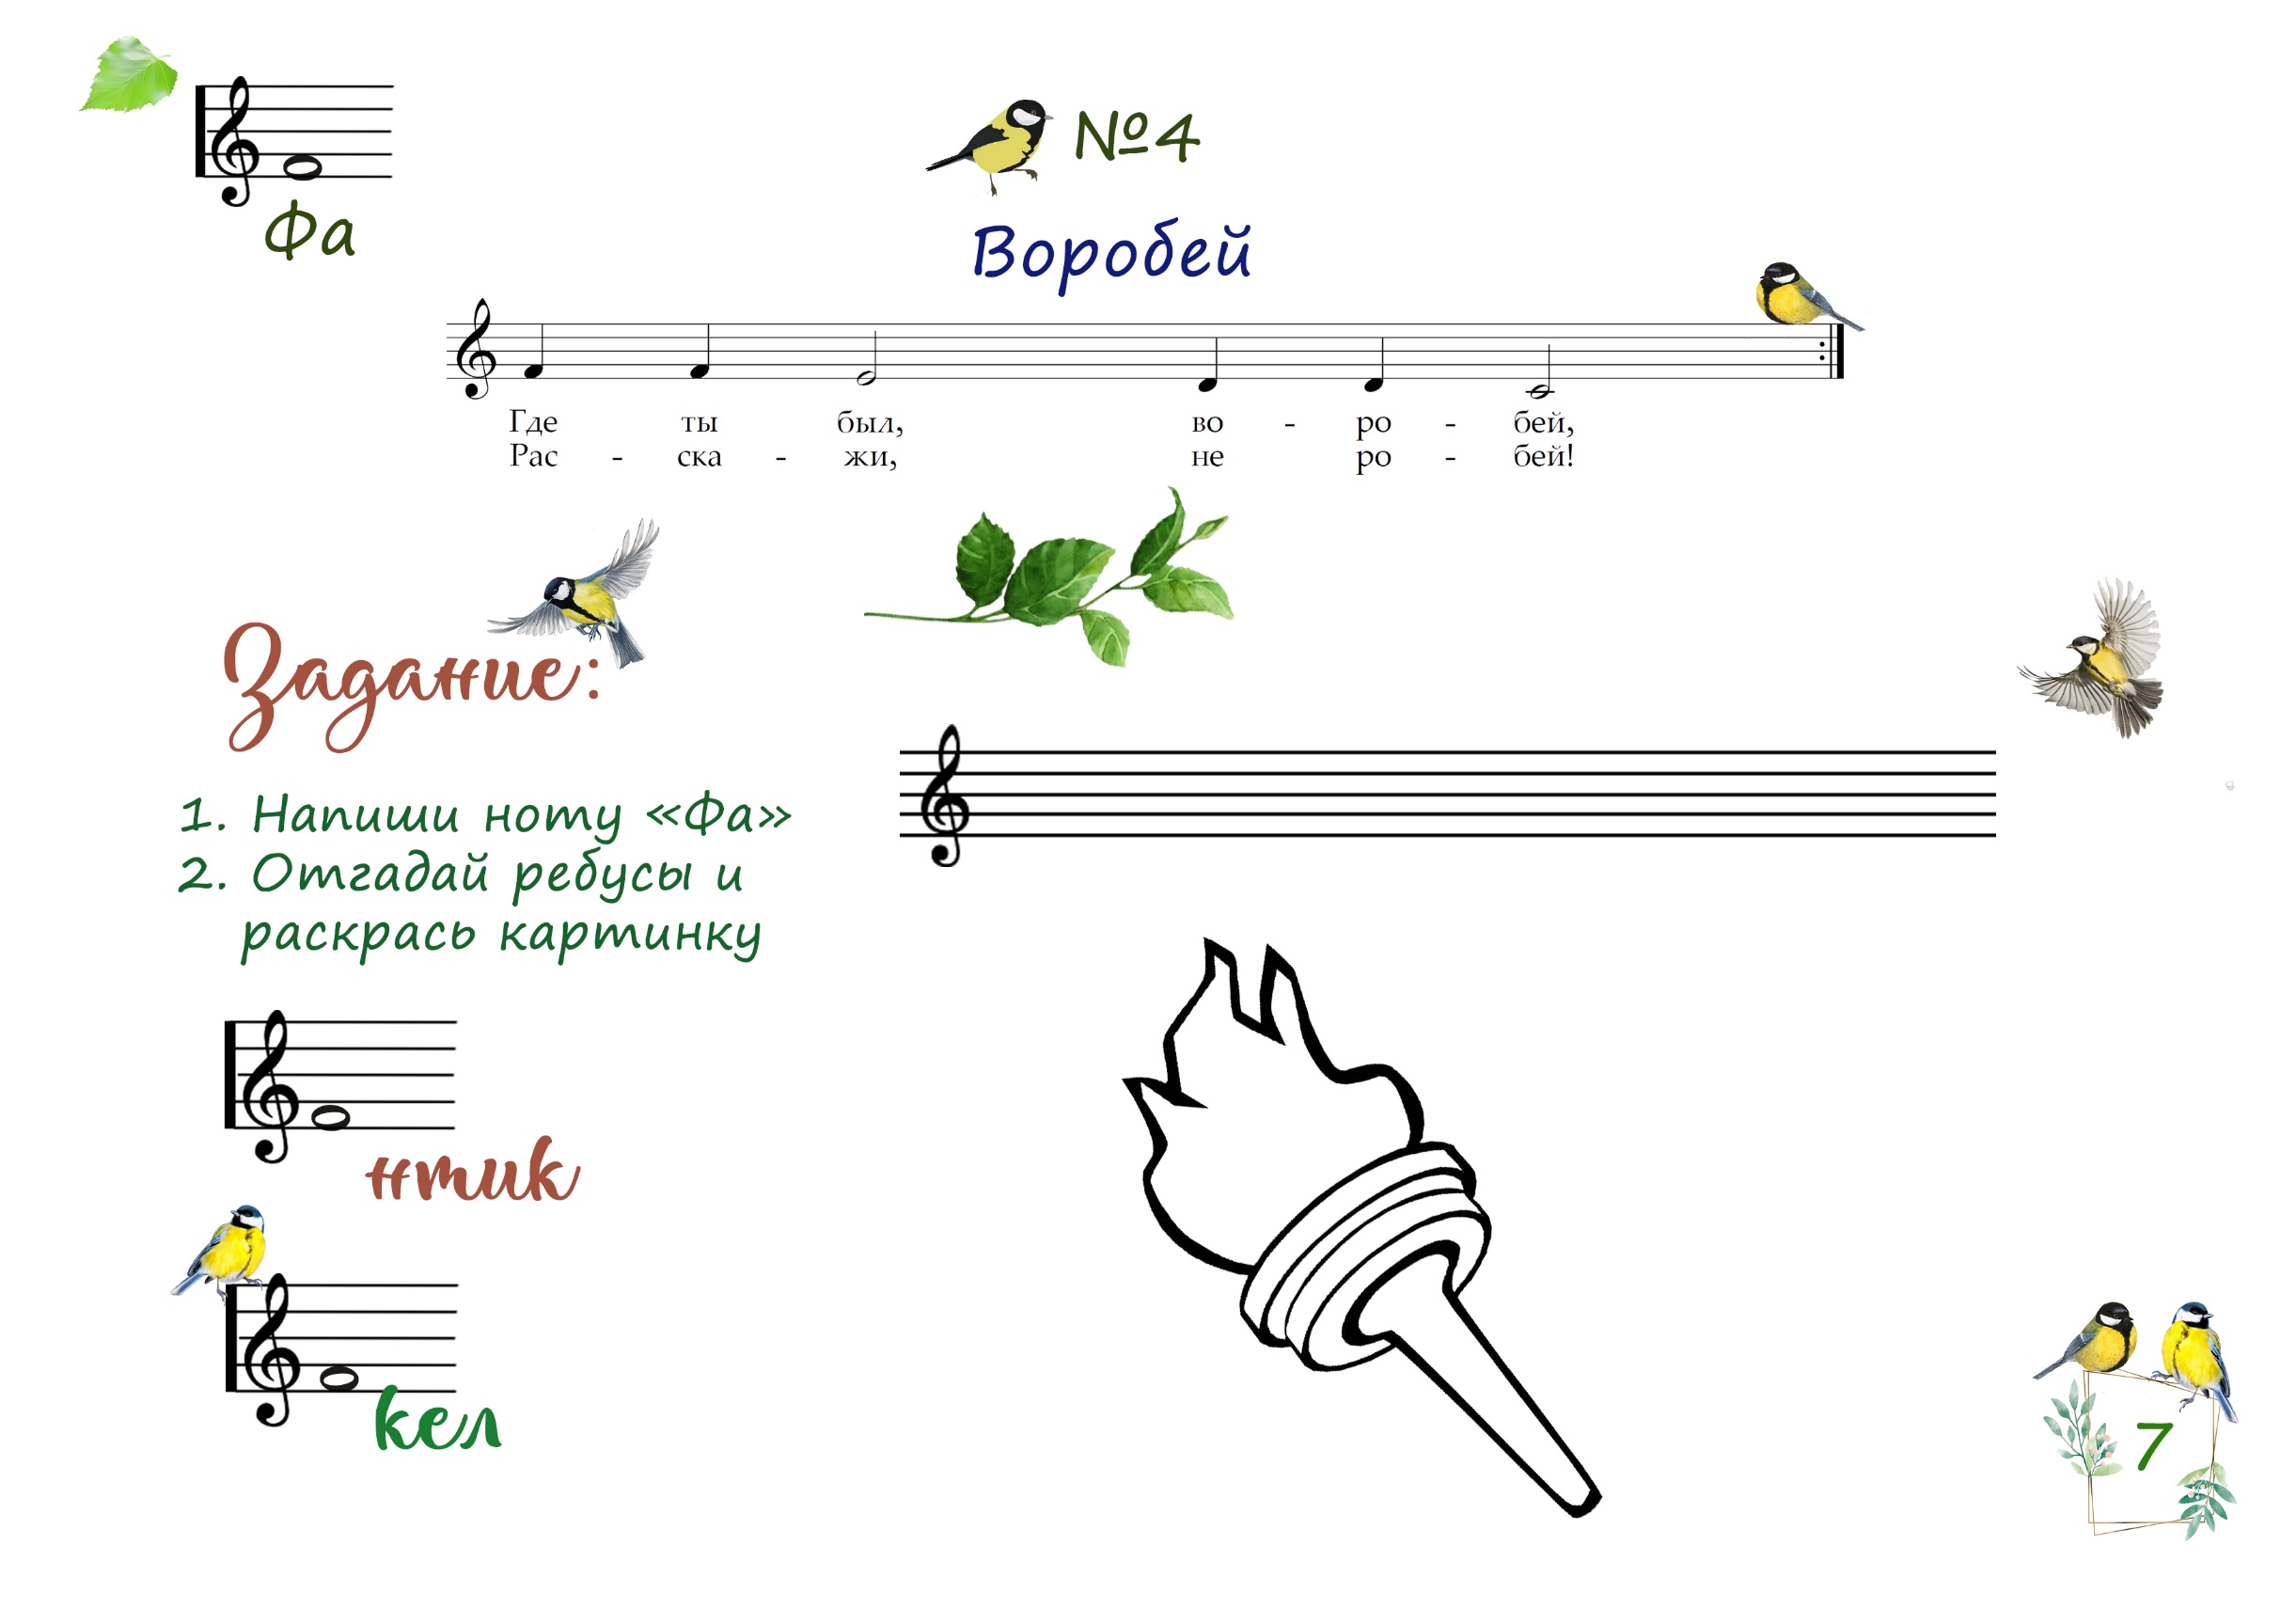 Фа
№4
Воробей
Где ты был, во - ро - бей,
Рас - ска - жи, не ро - бей!
Задание:
1. Напиши ноту «Фа»
2. Отгадай ребусы и
раскрась картинку
нтик
кел
7